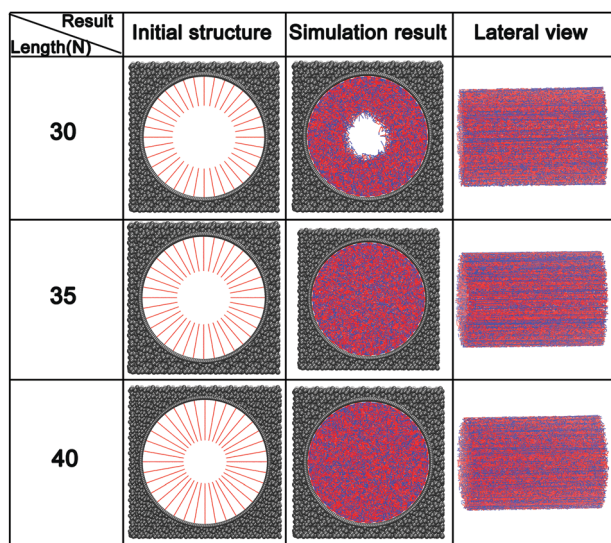 Result
Length(N)
Initial structure
Simulation result
Lateral view
30
35
40